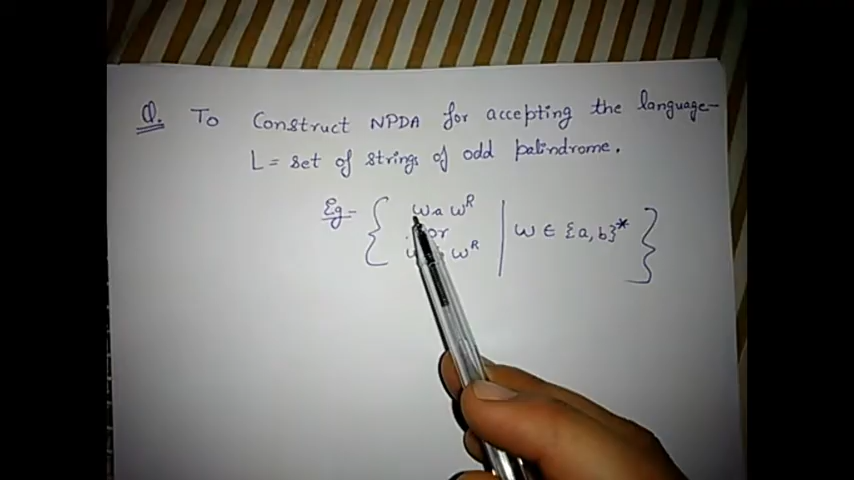 Q. To Construct NPDA for accepting the language-
L = set of strings of odd palindrome.
Eg- { ω a ω^R
or | ω ∈ {a, b}* }
ω^R